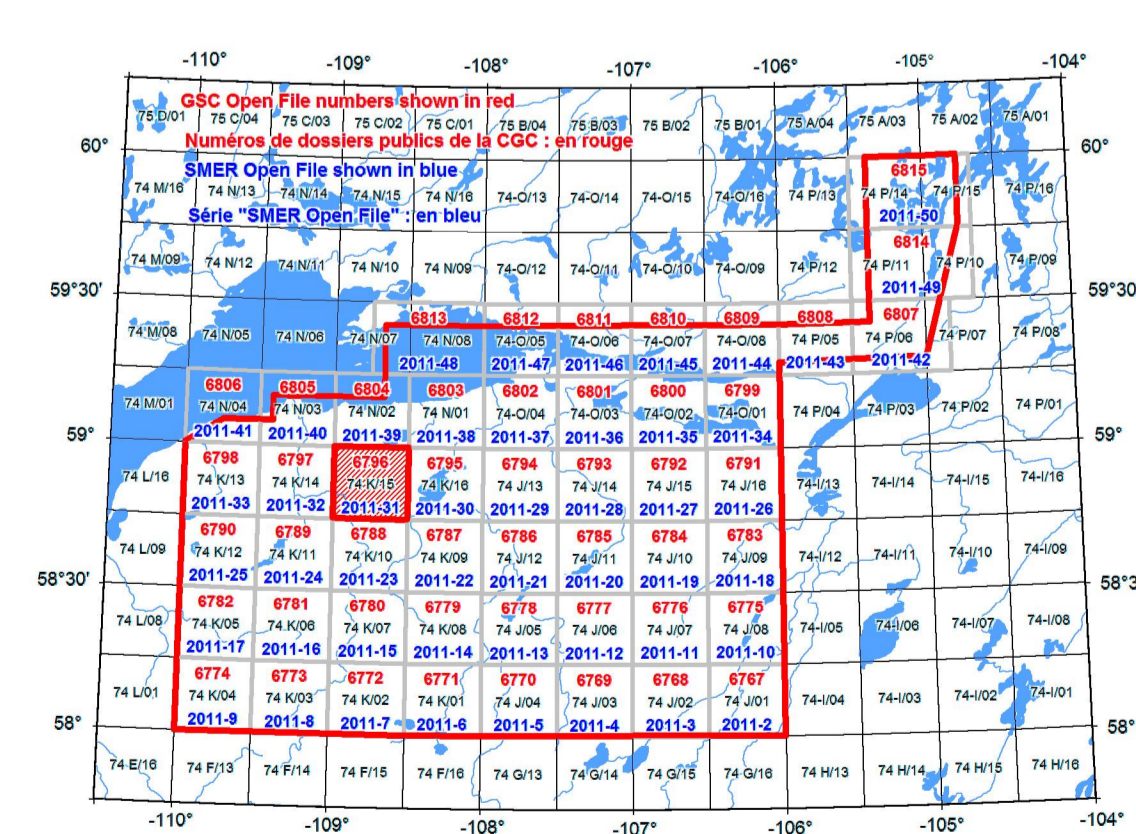 -110° -109° -108° -107° -106° -105° -104°
GSC Open File numbers shown in red
75 D/01 75 C/04 75 C/03 75 C/02 75 C/01 75 B/04 75 B/03 75 B/02 75 B/01 75 A/04 75 A/03 75 A/02 75 A/01
Numéros de dossiers publics de la CGC : en rouge
60° 60°
SMER Open File shown in blue
6815
74 M/16 74 N/13 74 N/14 74 N/15 74 N/16 74-O/13 74-O/14 74-O/15 74-O/16 74 P/13 74 P/14 74 P/15 74 P/16
Série "SMER Open File" : en bleu
2011-50
6814
74 M/09 74 N/12 74 N/11 74 N/10 74 N/09 74-O/12 74-O/11 74-O/10 74-O/09 74 P/12 74 P/11 74 P/10 74 P/09
2011-49
59°30' 59°30'
6813 6812 6811 6810 6809 6808 6807
74 M/08 74 N/05 74 N/06 74 N/07 74 N/08 74-O/05 74-O/06 74-O/07 74-O/08 74 P/05 74 P/06 74 P/07 74 P/08
2011-48 2011-47 2011-46 2011-45 2011-44 2011-43 2011-42
6806 6805 6804 6803 6802 6801 6800 6799
74 M/01 74 N/04 74 N/03 74 N/02 74 N/01 74-O/04 74-O/03 74-O/02 74-O/01 74 P/04 74 P/03 74 P/02 74 P/01
2011-41 2011-40 2011-39 2011-38 2011-37 2011-36 2011-35 2011-34
59° 59°
6798 6797 6796 6795 6794 6793 6792 6791
74 L/16 74 K/13 74 K/14 74 K/15 74 K/16 74 J/13 74 J/14 74 J/15 74 J/16 74-I/13 74-I/14 74-I/15 74-I/16
2011-33 2011-32 2011-31 2011-30 2011-29 2011-28 2011-27 2011-26
6790 6789 6788 6787 6786 6785 6784 6783
74 L/09 74 K/12 74 K/11 74 K/10 74 K/09 74 J/12 74 J/11 74 J/10 74 J/09 74-I/12 74-I/11 74-I/10 74-I/09
2011-25 2011-24 2011-23 2011-22 2011-21 2011-20 2011-19 2011-18
58°30' 58°3
6782 6781 6780 6779 6778 6777 6776 6775
74 L/08 74 K/05 74 K/06 74 K/07 74 K/08 74 J/05 74 J/06 74 J/07 74 J/08 74-I/05 74-I/06 74-I/07 74-I/08
2011-17 2011-16 2011-15 2011-14 2011-13 2011-12 2011-11 2011-10
6774 6773 6772 6771 6770 6769 6768 6767
74 L/01 74 K/04 74 K/03 74 K/02 74 K/01 74 J/04 74 J/03 74 J/02 74 J/01 74-I/04 74-I/03 74-I/02 74-I/01
2011-9 2011-8 2011-7 2011-6 2011-5 2011-4 2011-3 2011-2
58° 58°
74 E/16 74 F/13 74 F/14 74 F/15 74 F/16 74 G/13 74 G/14 74 G/15 74 G/16 74 H/13 74 H/14 74 H/15 74 H/16
-110° -109° -108° -107° -106° -105° -104°